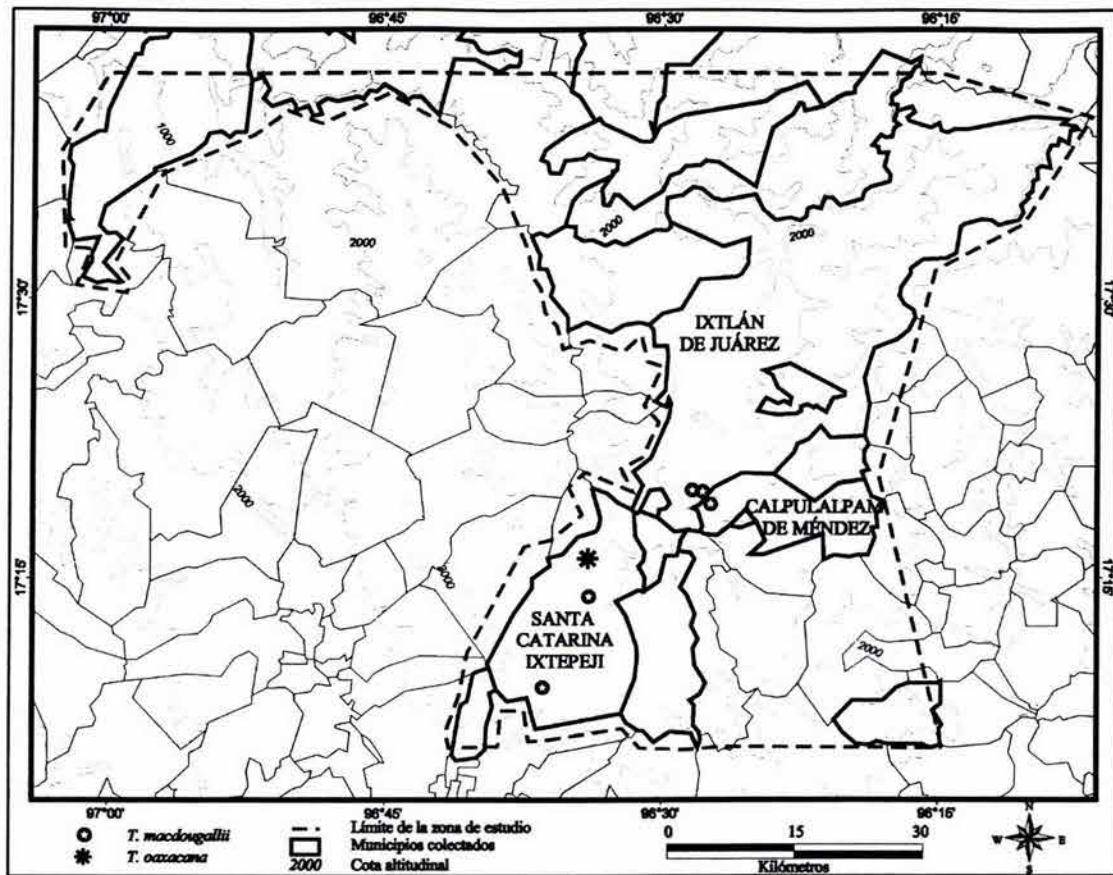 97°00'
96°45'
96°30'
96°15'
1000
2000
2000
2000
17°30'
17°30'
IXTLÁN
DE JUÁREZ
2000
CALPULALPAM
DE MÉNDEZ
17°15'
17°15'
2000
SANTA
CATARINA
IXTEPEJI
2000
97°00'
96°45'
96°30'
96°15'
T. macdougallii
T. oaxacana
Límite de la zona de estudio
Municipios colectados
2000 Cota altitudinal
0 15 30
Kilómetros
N
W E
S